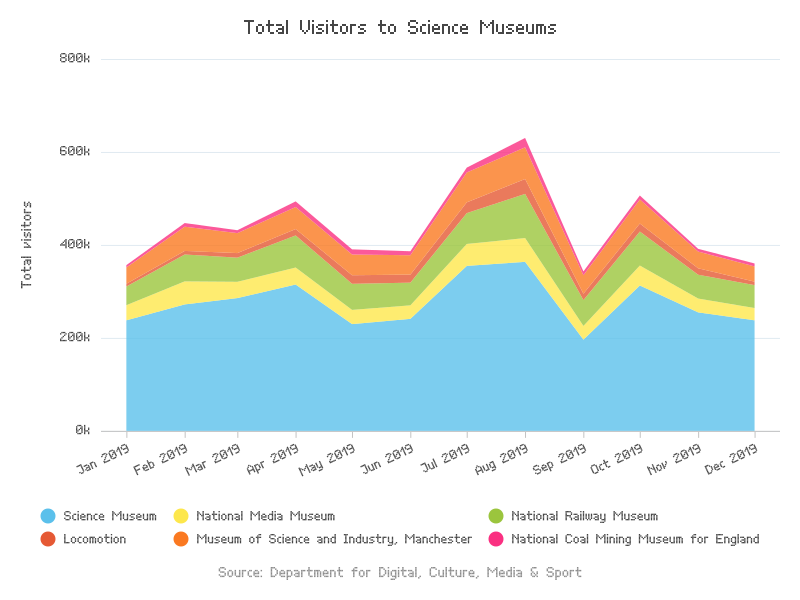 Total Visitors to Science Museums
800k
600k
400k
200k
0k
Total visitors
Jan 2019 Feb 2019 Mar 2019 Apr 2019 May 2019 Jun 2019 Jul 2019 Aug 2019 Sep 2019 Oct 2019 Nov 2019 Dec 2019
Science Museum National Media Museum National Railway Museum
Locomotion Museum of Science and Industry, Manchester National Coal Mining Museum for England
Source: Department for Digital, Culture, Media & Sport